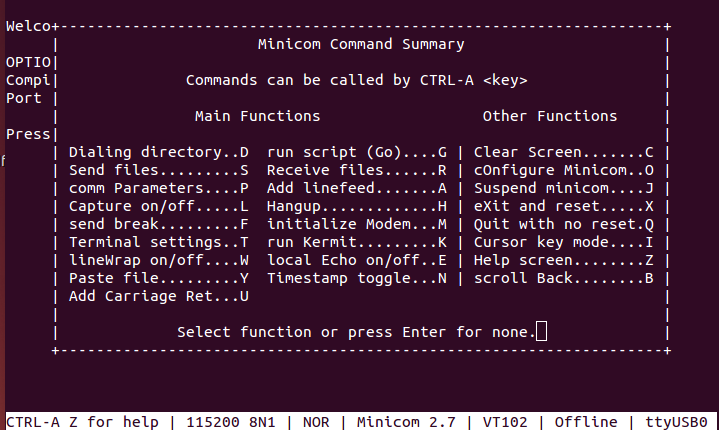 Welco+-------------------------------------------------------------------+
| Minicom Command Summary |
OPTIO| |
Compi| Commands can be called by CTRL-A <key> |
Port | |
| Main Functions Other Functions |
Press| |
f
| Dialing directory..D run script (Go)....G | Clear Screen.......C |
| Send files.........S Receive files......R | cOnfigure Minicom..O |
| comm Parameters....P Add linefeed.......A | Suspend minicom....J |
| Capture on/off.....L Hangup.............H | eXit and reset.....X |
| send break.........F initialize Modem...M | Quit with no reset.Q |
| Terminal settings..T run Kermit.........K | Cursor key mode....I |
| lineWrap on/off....W local Echo on/off..E | Help screen........Z |
| Paste file.........Y Timestamp toggle...N | scroll Back........B |
| Add Carriage Ret...U |
| |
| Select function or press Enter for none. |
+-------------------------------------------------------------------+
CTRL-A Z for help | 115200 8N1 | NOR | Minicom 2.7 | VT102 | Offline | ttyUSB0